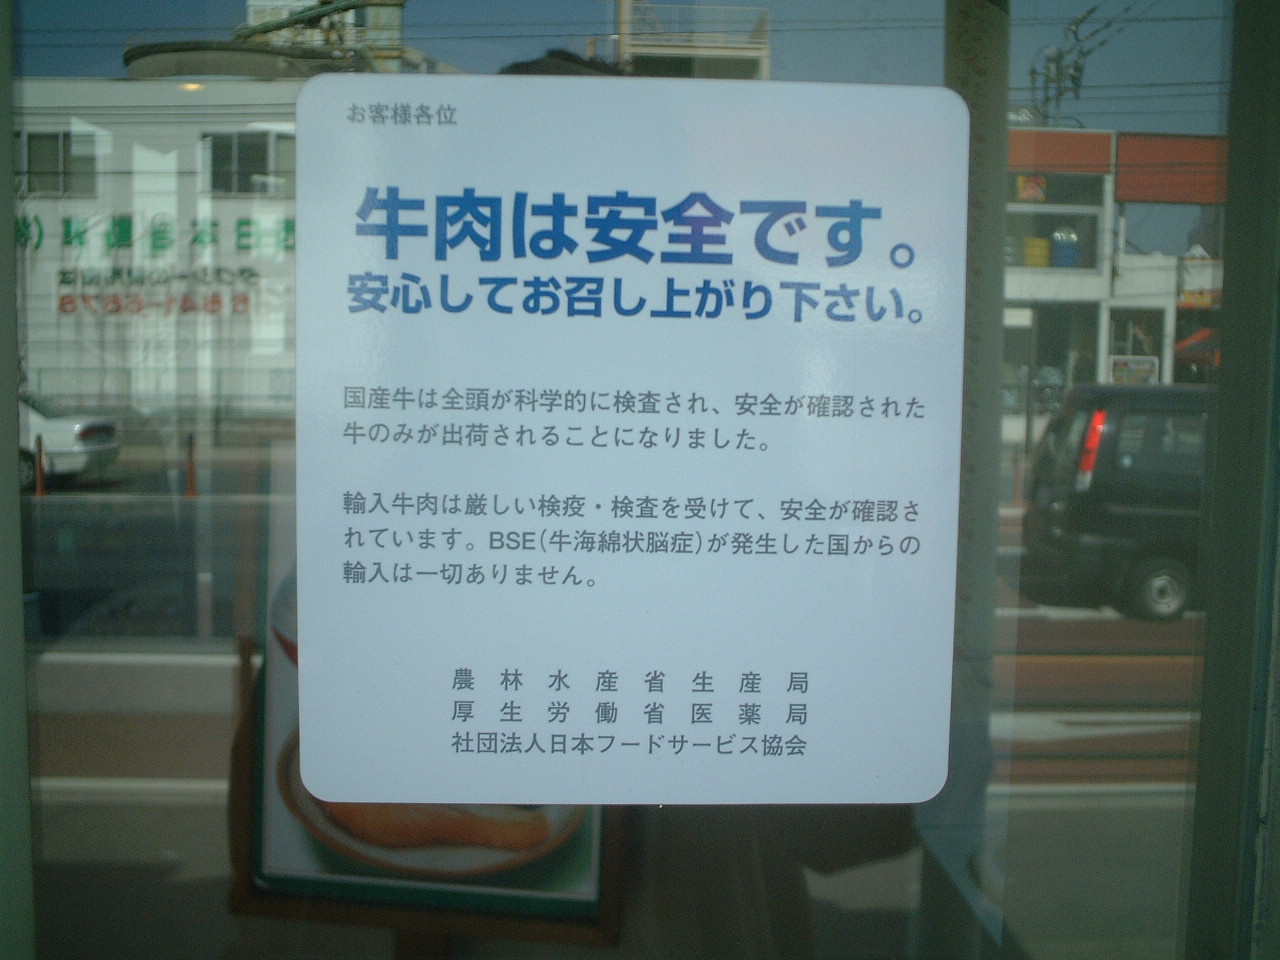 お客様各位
牛肉は安全です。
安心してお召し上がり下さい。
国産牛は全頭が科学的に検査され、安全が確認された
牛のみが出荷されることになりました。
輸入牛肉は厳しい検疫・検査を受けて、安全が確認さ
れています。BSE(牛海綿状脳症)が発生した国からの
輸入は一切ありません。
農林水産省生産局
厚生労働省医薬局
社団法人日本フードサービス協会